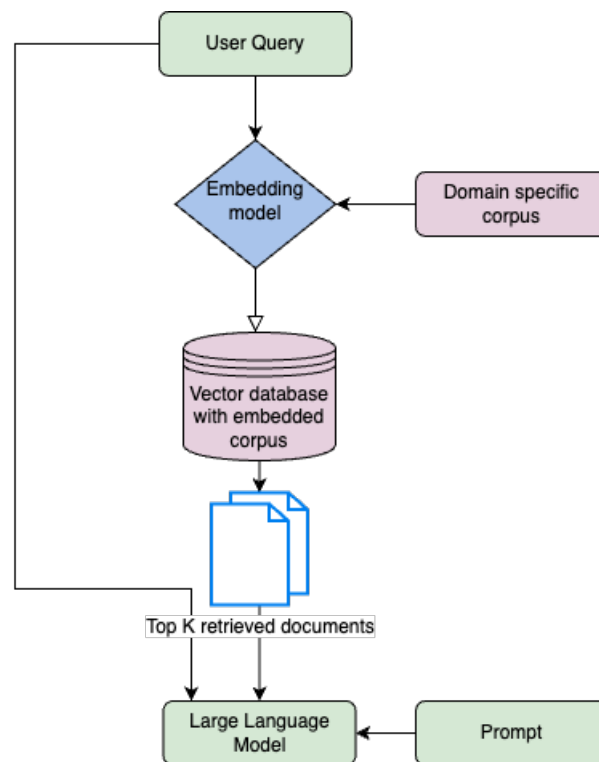 User Query
Embedding
model
Domain specific
corpus
Vector database
with embedded
corpus
Top K retrieved documents
Large Language
Model
Prompt